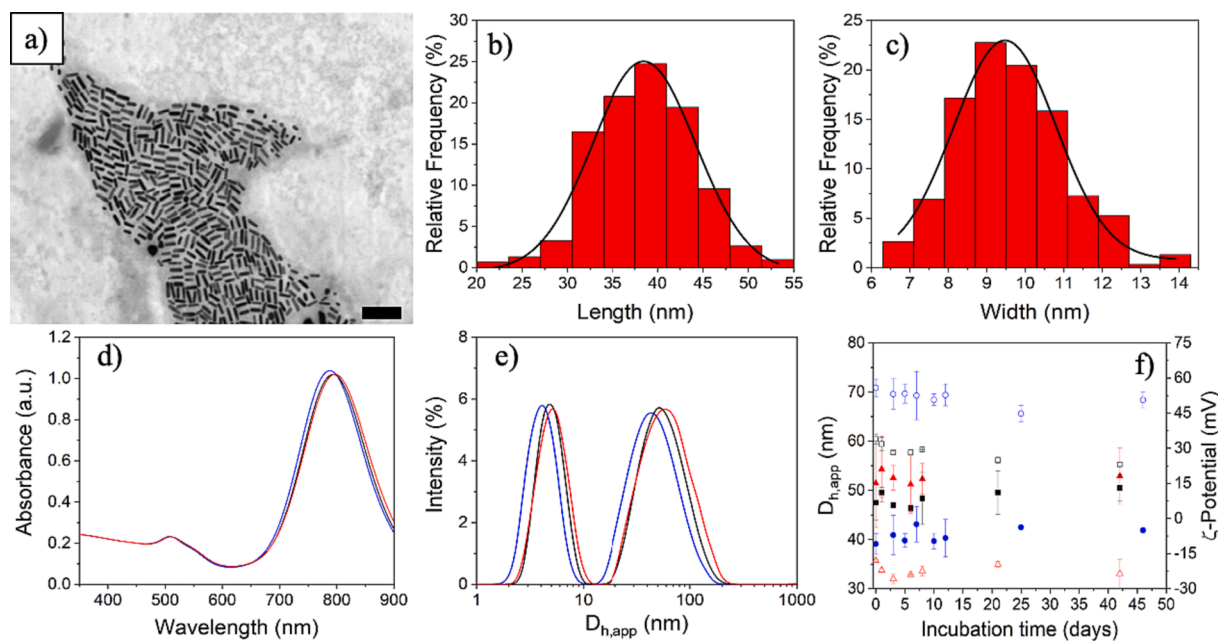 a)
b)
Relative Frequency (%)
30
25
20
15
10
5
0
20 25 30 35 40 45 50 55
Length (nm)
c)
Relative Frequency (%)
25
20
15
10
5
0
6 7 8 9 10 11 12 13 14
Width (nm)
d)
Absorbance (a.u.)
1.2
1.0
0.8
0.6
0.4
0.2
0.0
400 500 600 700 800 900
Wavelength (nm)
e)
Intensity (%)
8
6
4
2
0
1 10 100 1000
Dh,app
f)
Dh,app (nm)
80
70
60
50
40
30
75
60
45
30
15
0
-15
-30
ζ-Potential (mV)
0 5 10 15 20 25 30 35 40 45 50
Incubation time (days)